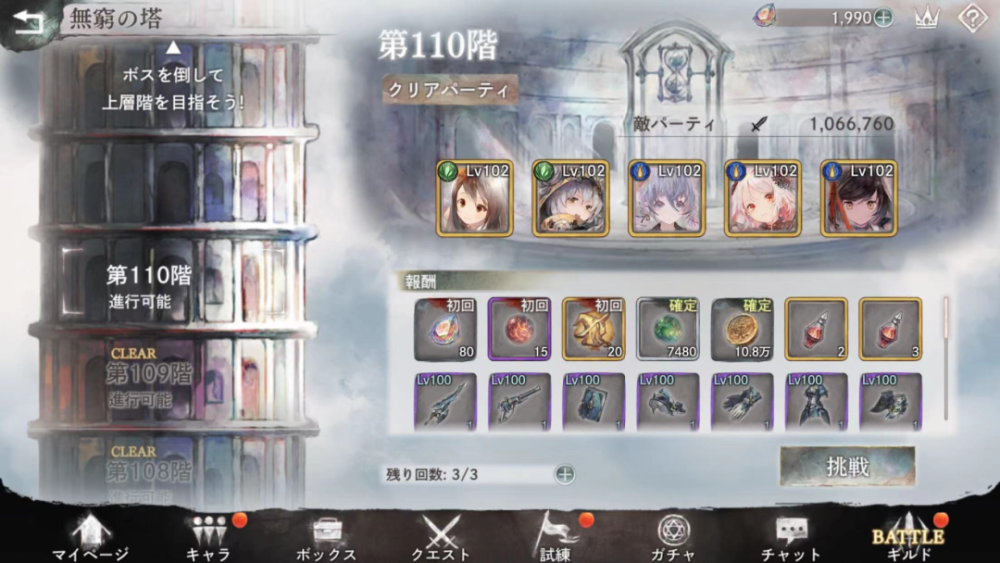 無窮の塔
1,990
ボスを倒して
上層階を目指そう!
第110階
クリアパーティ
敵パーティ
1,066,760
Lv102
Lv102
Lv102
Lv102
Lv102
第110階
進行可能
CLEAR
第109階
進行可能
CLEAR
第108階
進行可能
報酬
初回
80
初回
15
初回
20
確定
7480
確定
10.8万
2
3
Lv100
1
Lv100
1
Lv100
1
Lv100
1
Lv100
1
Lv100
1
Lv100
1
残り回数: 3/3
挑戦
マイページ
キャラ
ボックス
クエスト
試練
ガチャ
チャット
BATTLE
ギルド